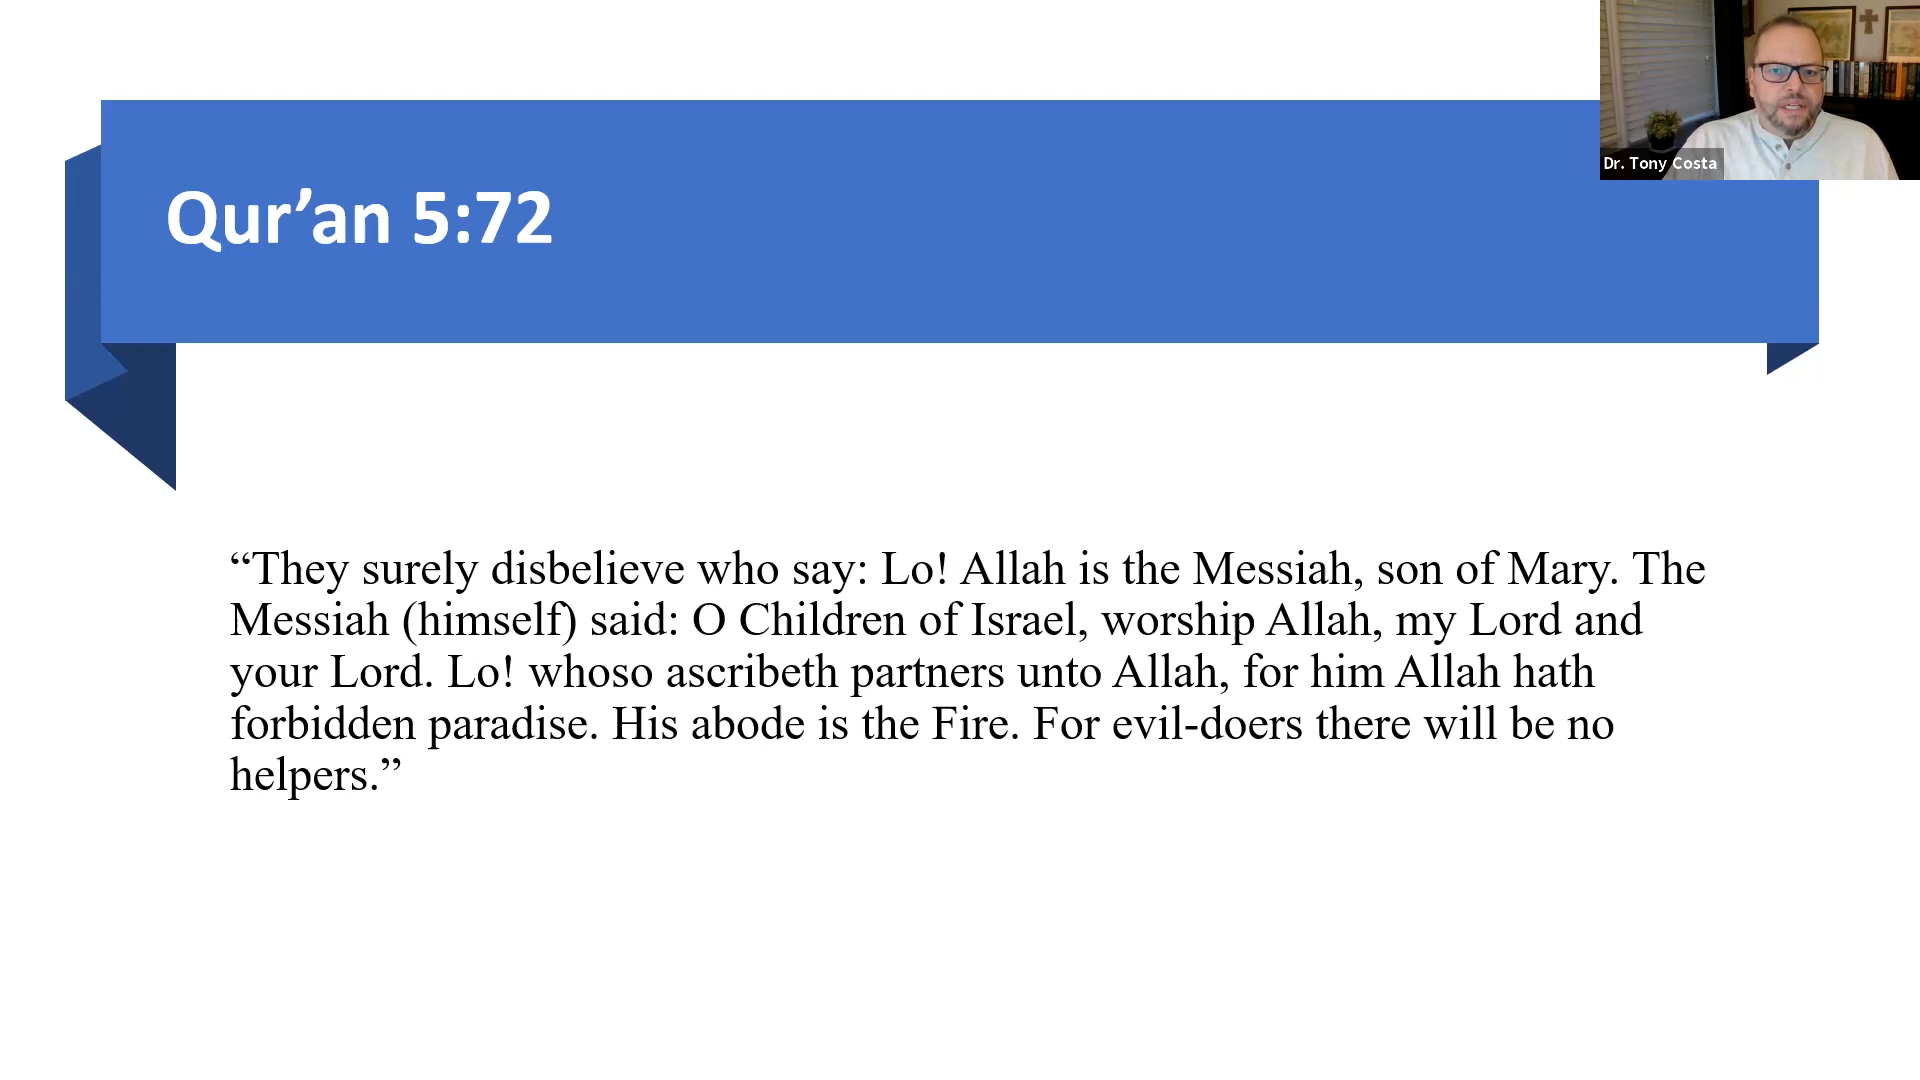 Dr. Tony Costa
Qur’an 5:72
“They surely disbelieve who say: Lo! Allah is the Messiah, son of Mary. The
Messiah (himself) said: O Children of Israel, worship Allah, my Lord and
your Lord. Lo! whoso ascribeth partners unto Allah, for him Allah hath
forbidden paradise. His abode is the Fire. For evil-doers there will be no
helpers.”